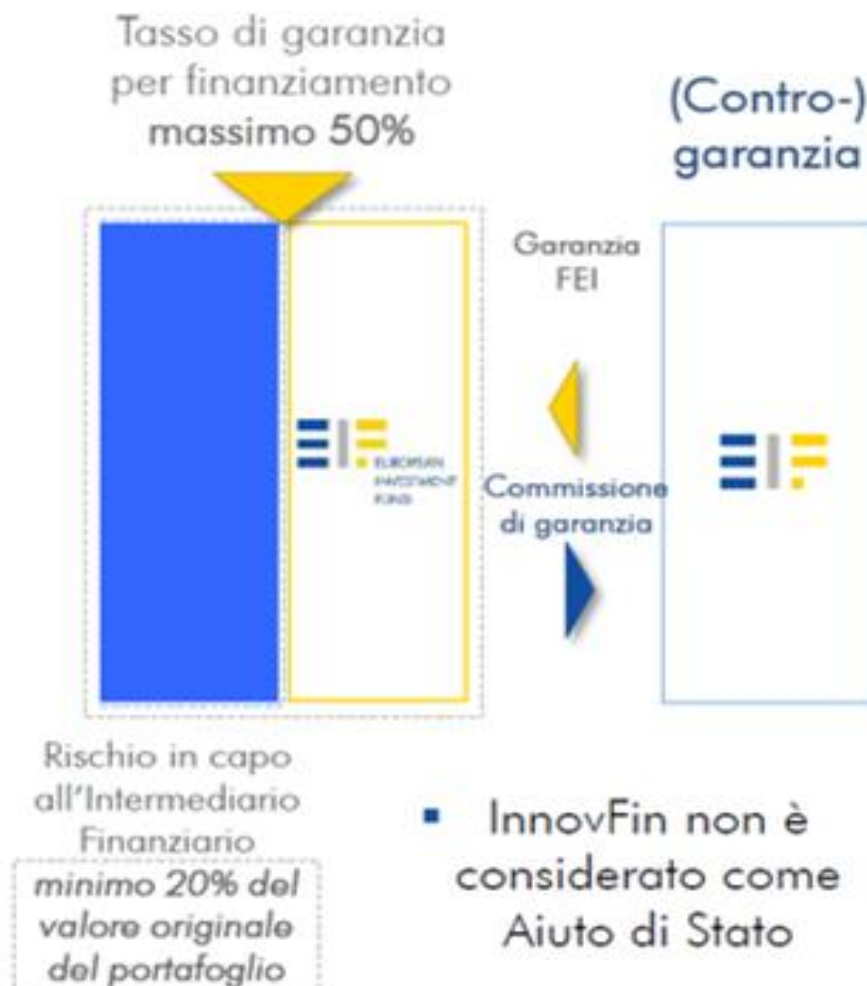 Tasso di garanzia
per finanziamento
massimo 50%
(Contro-)
garanzia
Garanzia
FEI
EUROPEAN
INVESTMENT
FUND
Commissione
di garanzia
Rischio in capo
all'Intermediario
Finanziario
minimo 20% del
valore originale
del portafoglio
▪ InnovFin non è
considerato come
Aiuto di Stato